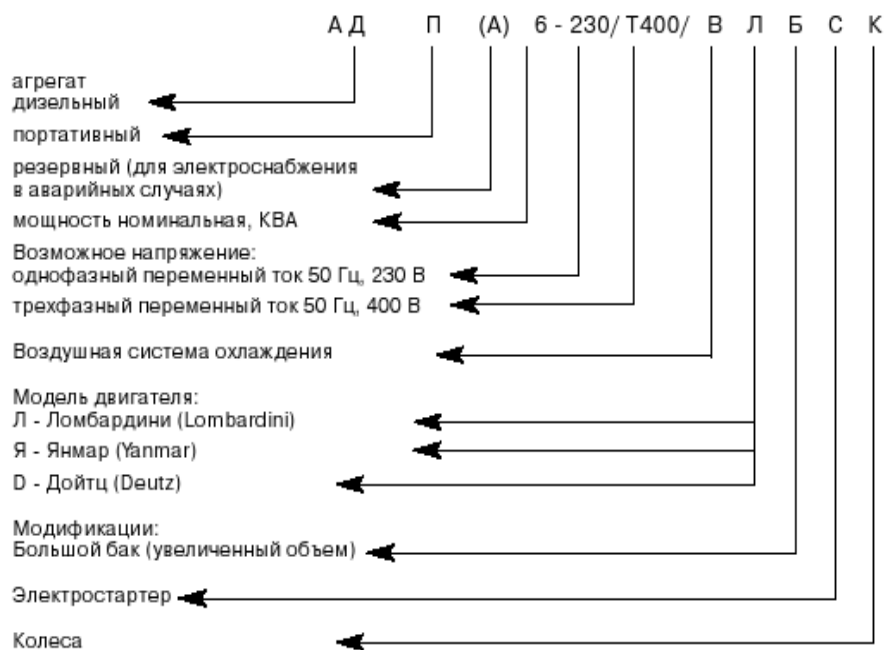 АД П (А) 6 - 230/ Т400/ В Л Б С К
агрегат
дизельный
портативный
резервный (для электроснабжения
в аварийных случаях)
мощность номинальная, КВА
Возможное напряжение:
однофазный переменный ток 50 Гц, 230 В
трехфазный переменный ток 50 Гц, 400 В
Воздушная система охлаждения
Модель двигателя:
Л - Ломбардини (Lombardini)
Я - Янмар (Yanmar)
D - Дойтц (Deutz)
Модификации:
Большой бак (увеличенный объем)
Электростартер
Колеса